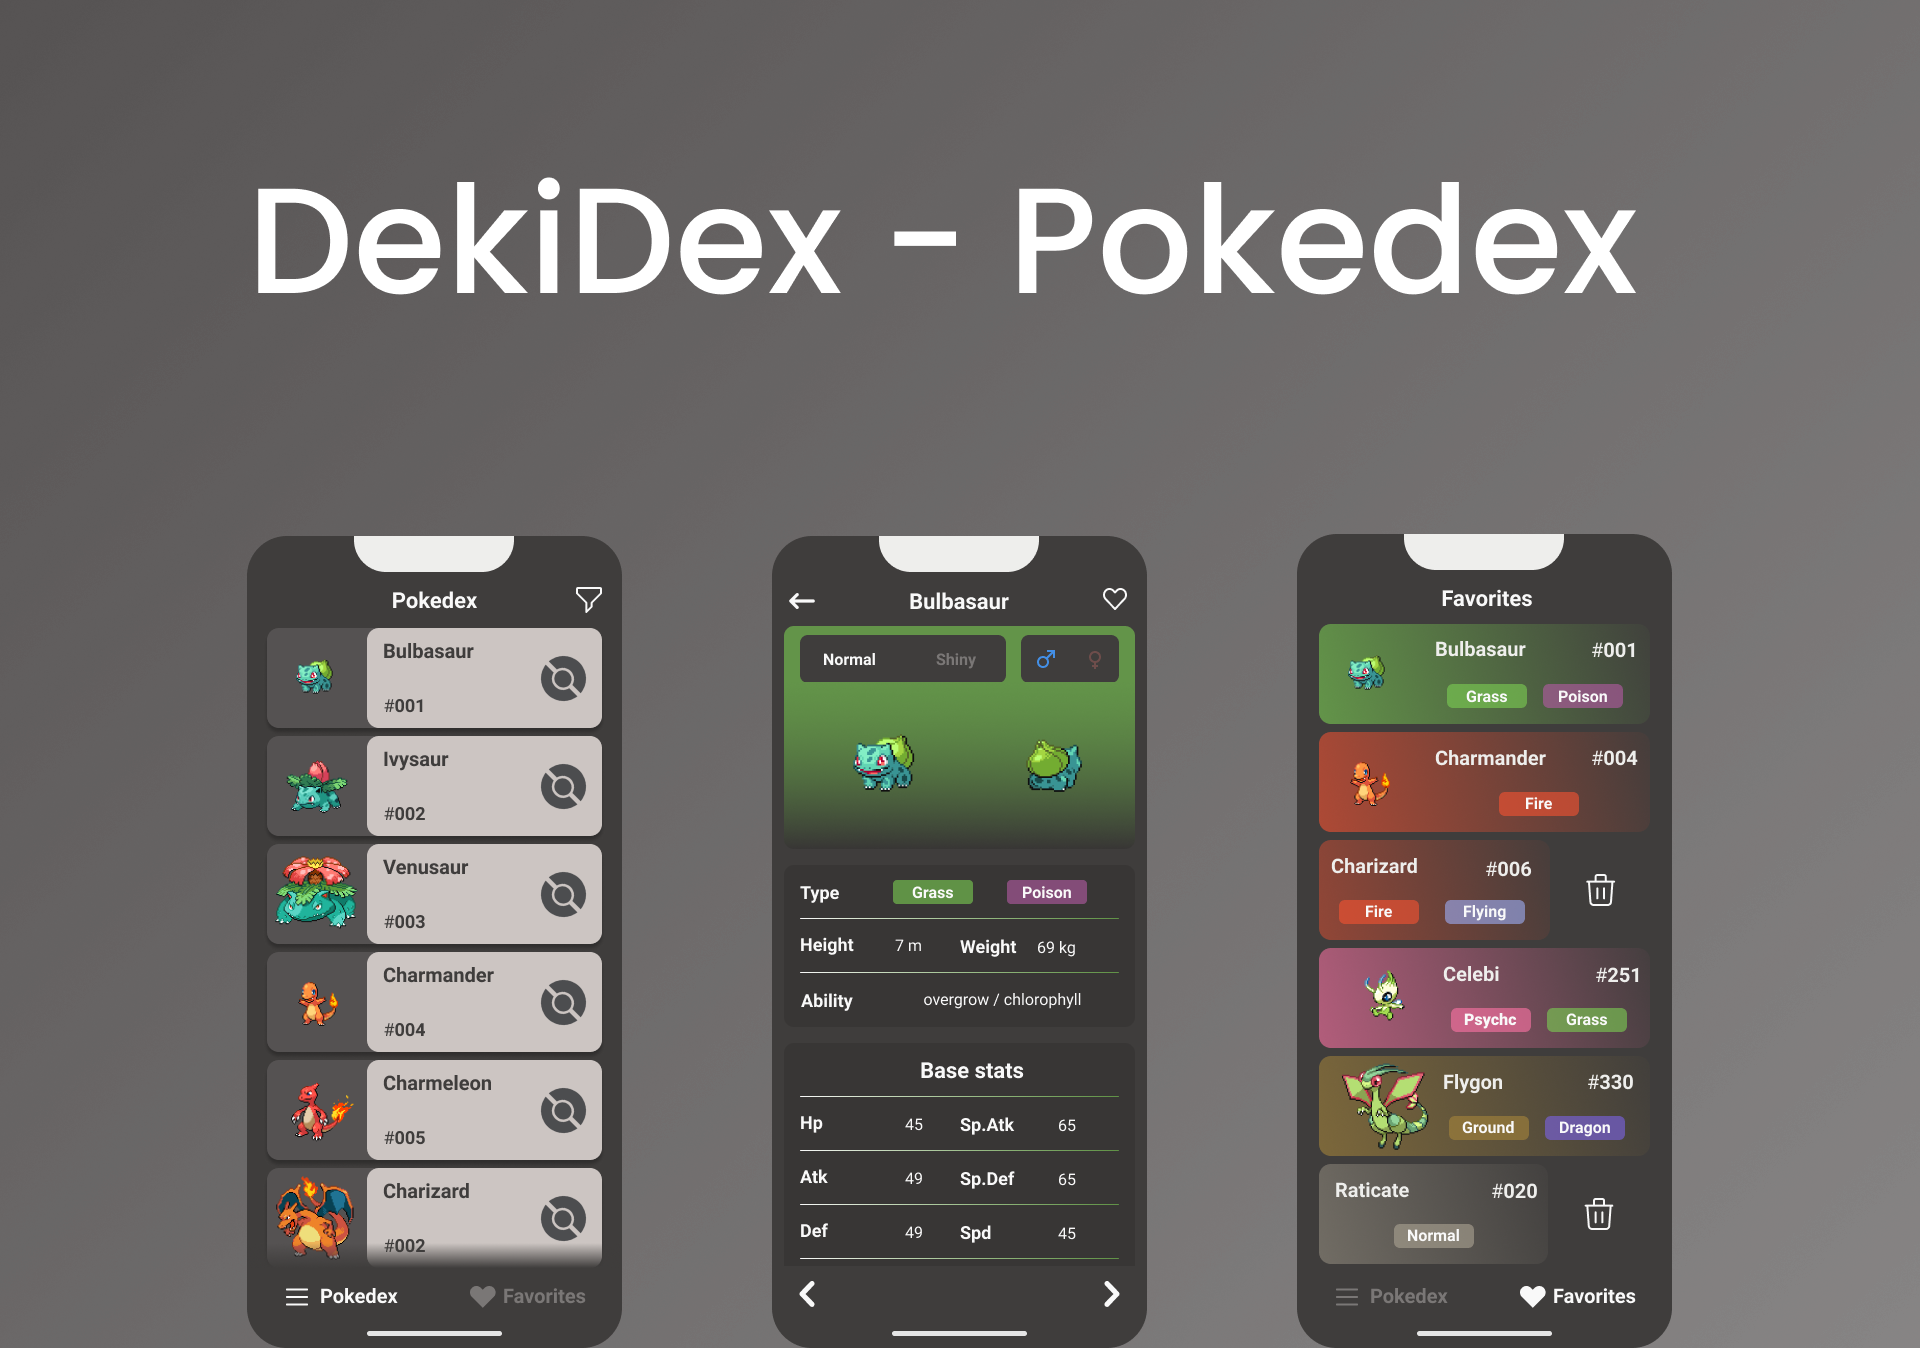 DekiDex - Pokedex
Pokedex
Bulbasaur
#001
Ivysaur
#002
Venusaur
#003
Charmander
#004
Charmeleon
#005
Charizard
#002
Pokedex Favorites
Bulbasaur
Normal Shiny
Type Grass Poison
Height 7 m Weight 69 kg
Ability overgrow / chlorophyll
Base stats
Hp 45 Sp.Atk 65
Atk 49 Sp.Def 65
Def 49 Spd 45
Favorites
Bulbasaur #001
Grass Poison
Charmander #004
Fire
Charizard #006
Fire Flying
Celebi #251
Psychc Grass
Flygon #330
Ground Dragon
Raticate #020
Normal
Pokedex Favorites